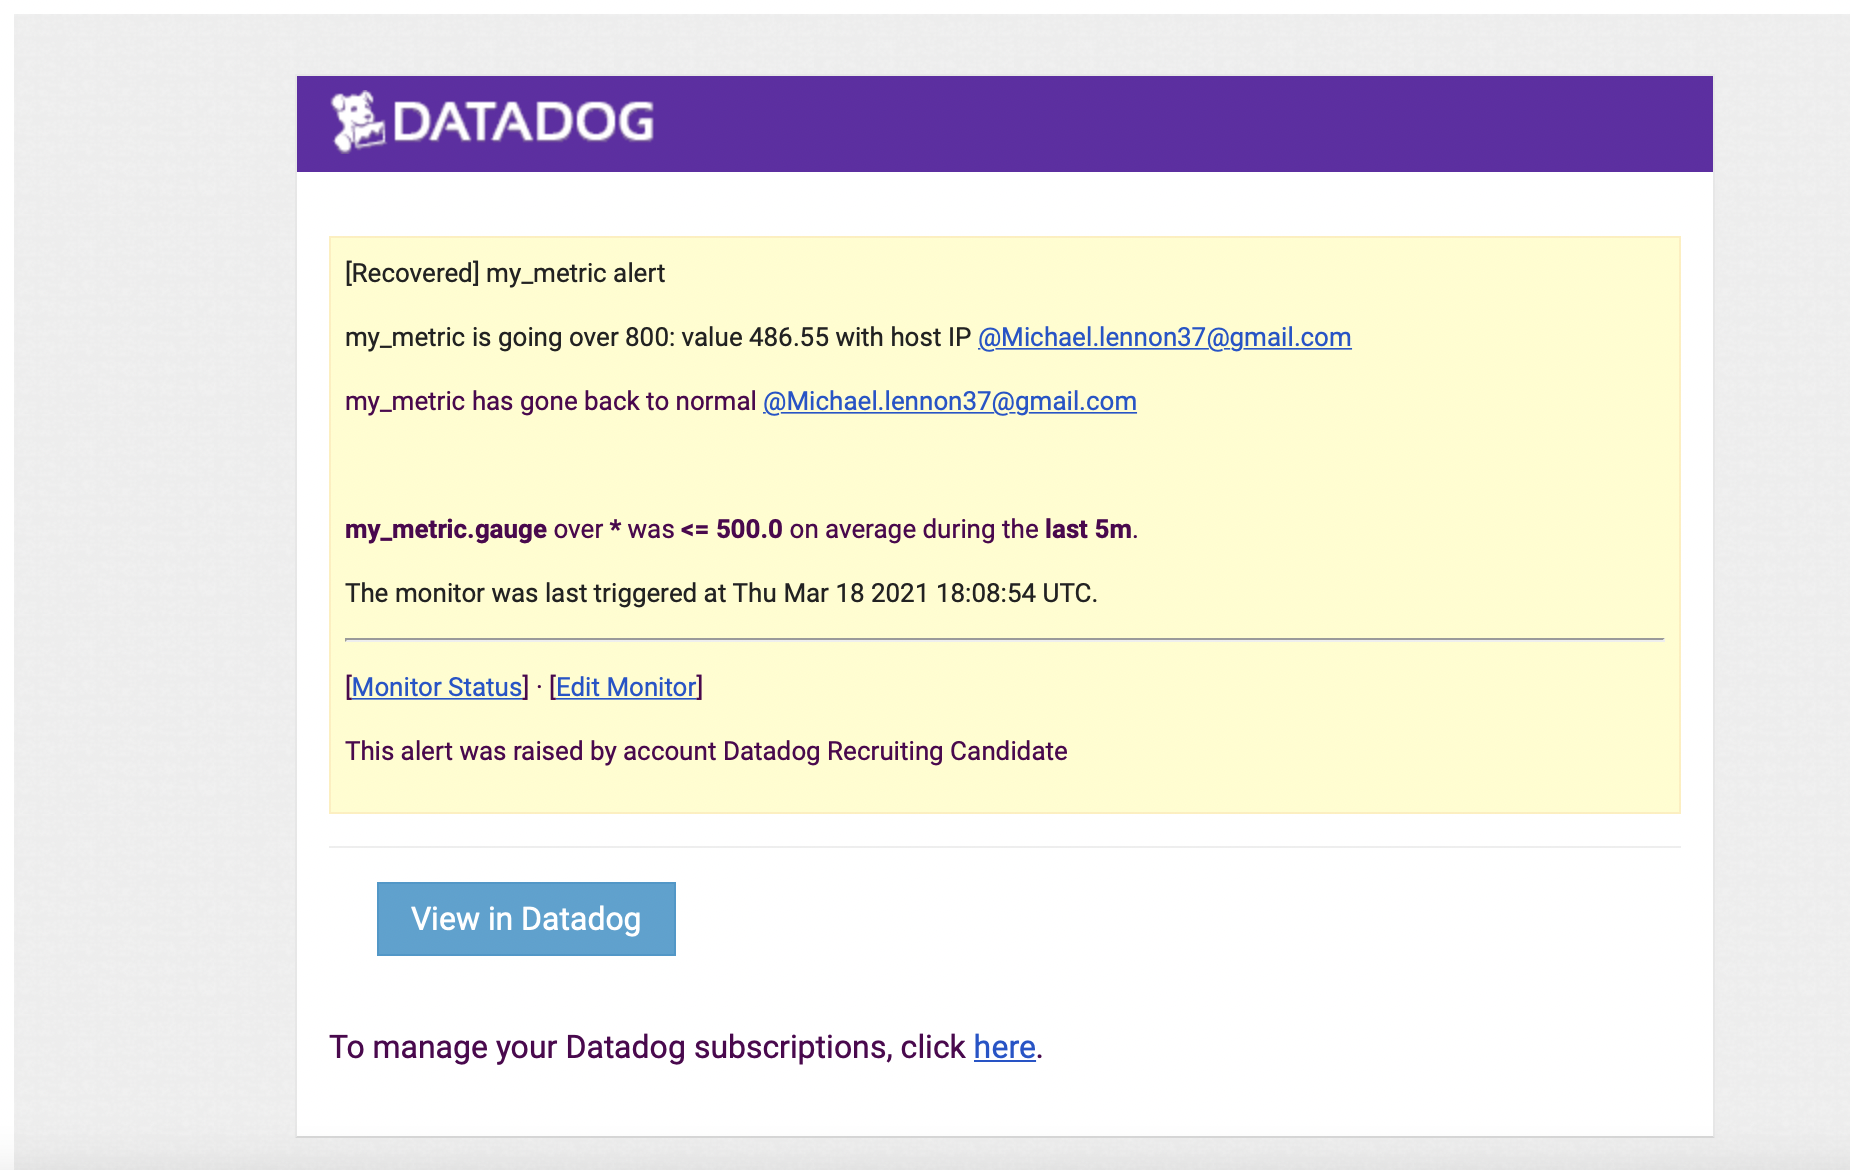 DATADOG
[Recovered] my_metric alert
my_metric is going over 800: value 486.55 with host IP @Michael.lennon37@gmail.com
my_metric has gone back to normal @Michael.lennon37@gmail.com
my_metric.gauge over * was <= 500.0 on average during the last 5m.
The monitor was last triggered at Thu Mar 18 2021 18:08:54 UTC.
[Monitor Status] · [Edit Monitor]
This alert was raised by account Datadog Recruiting Candidate
View in Datadog
To manage your Datadog subscriptions, click here.